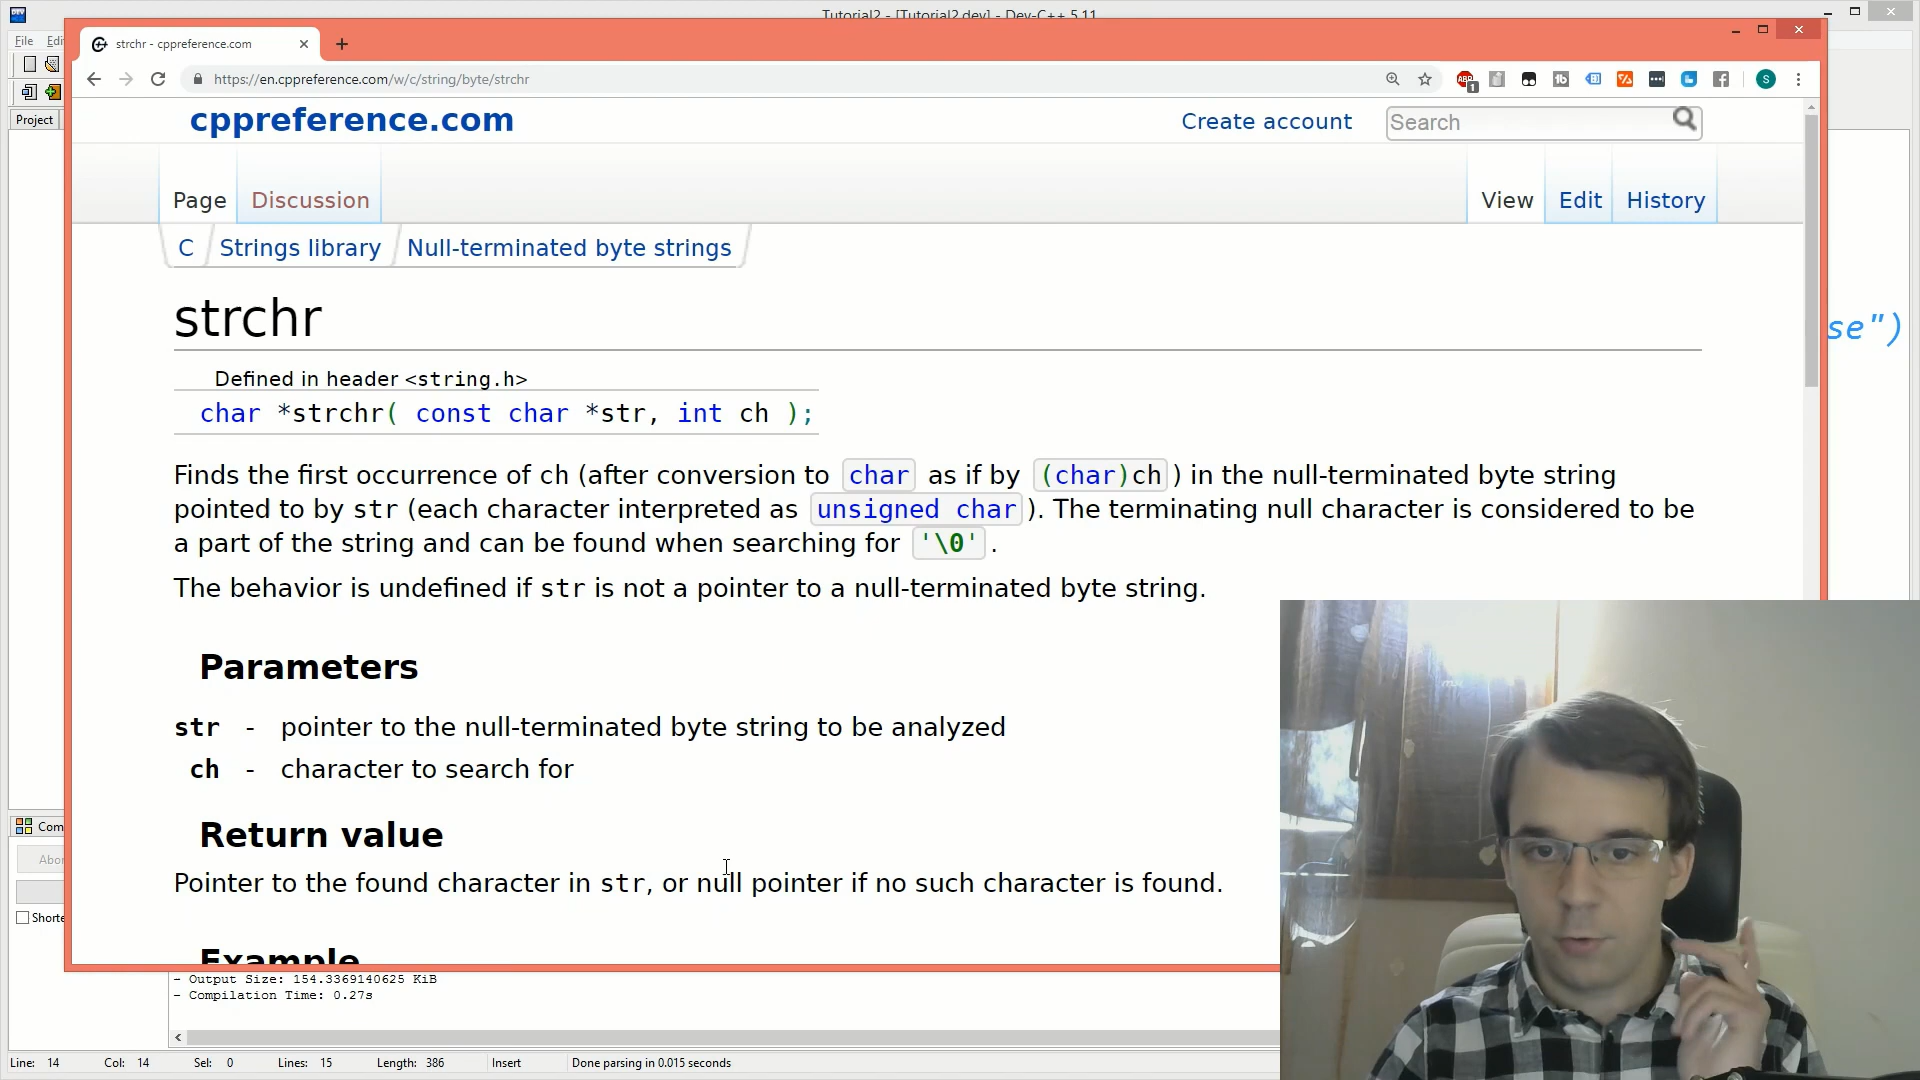 Tutorial2 - [Tutorial2.dev] - Dev-C++ 5.11
File
strchr - cppreference.com
https://en.cppreference.com/w/c/string/byte/strchr
Project
cppreference.com
Create account
Search
Page
Discussion
View
Edit
History
C
Strings library
Null-terminated byte strings
strchr
se")
Defined in header <string.h>
char *strchr( const char *str, int ch );
Finds the first occurrence of ch (after conversion to char as if by (char)ch ) in the null-terminated byte string
pointed to by str (each character interpreted as unsigned char ). The terminating null character is considered to be
a part of the string and can be found when searching for '\0' .
The behavior is undefined if str is not a pointer to a null-terminated byte string.
Parameters
str - pointer to the null-terminated byte string to be analyzed
ch - character to search for
Return value
Pointer to the found character in str, or null pointer if no such character is found.
Example
- Output Size: 154.3369140625 KiB
- Compilation Time: 0.27s
Line: 14 Col: 14 Sel: 0 Lines: 15 Length: 386 Insert Done parsing in 0.015 seconds